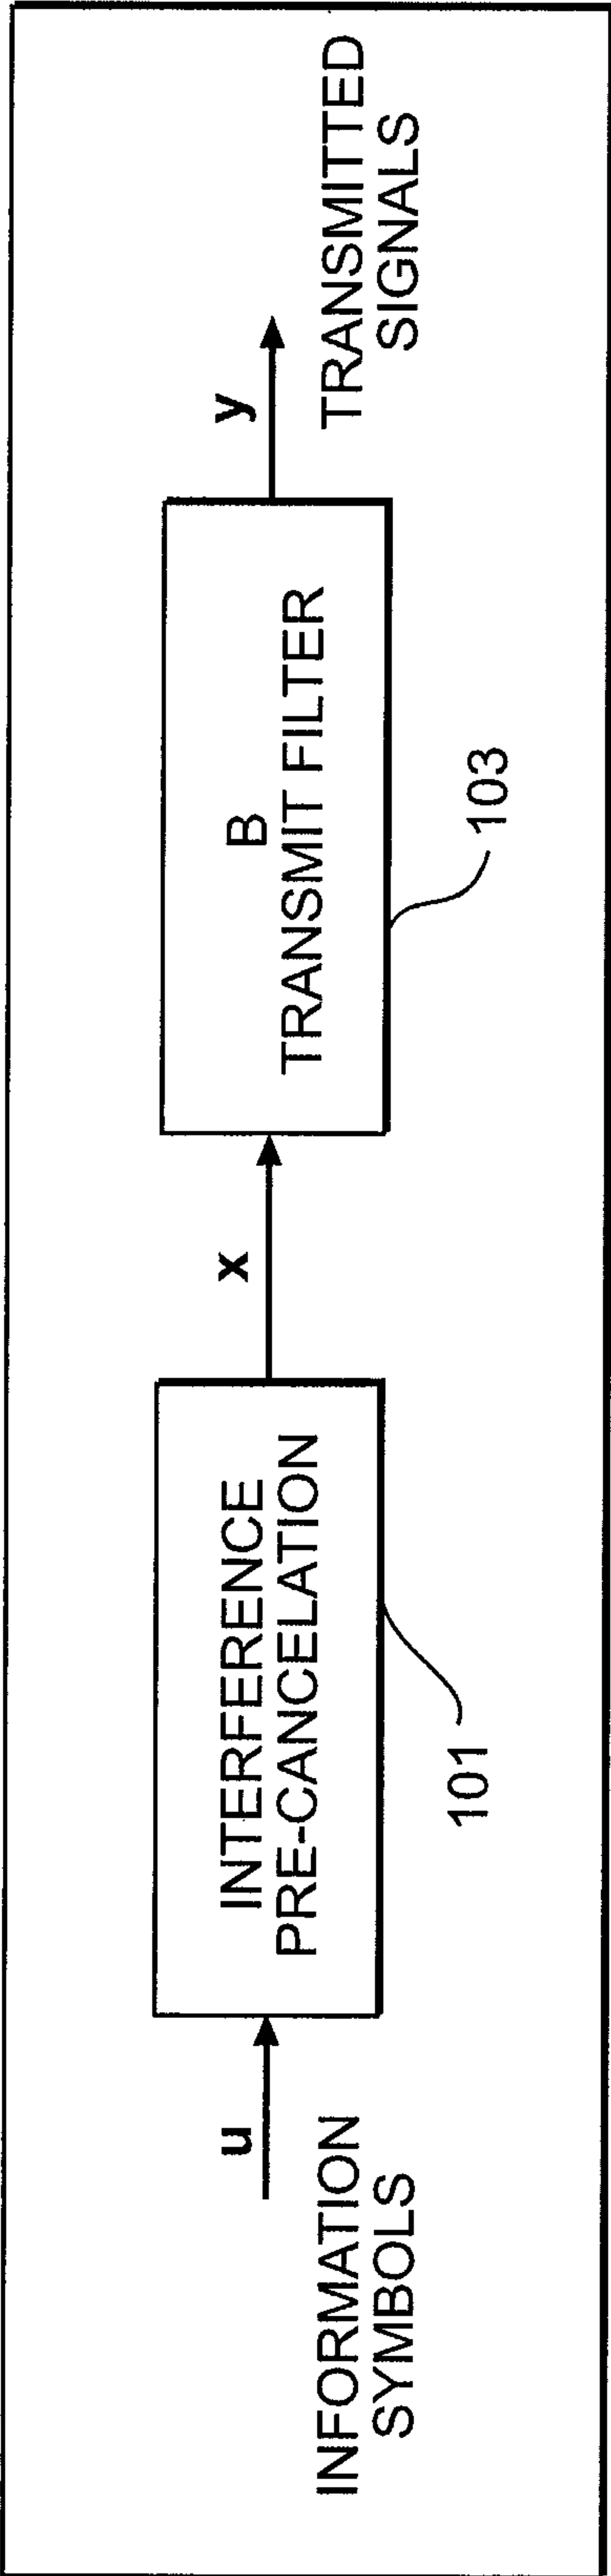 u
INFORMATION
SYMBOLS
INTERFERENCE
PRE-CANCELATION
101
x
B
TRANSMIT FILTER
103
y
TRANSMITTED
SIGNALS